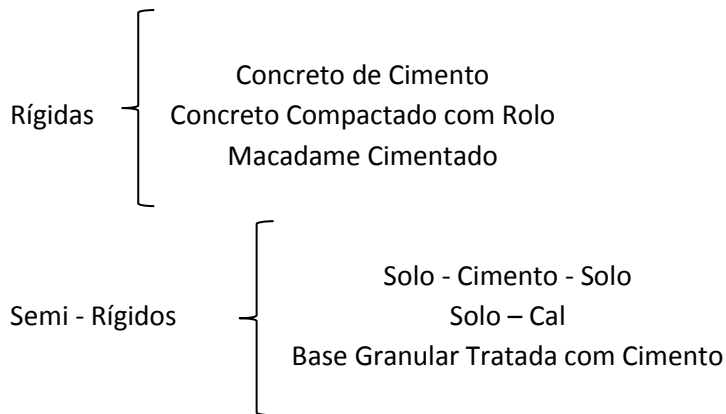 Concreto de Cimento
Rígidas
Concreto Compactado com Rolo
Macadame Cimentado
Solo - Cimento - Solo
Semi - Rígidos
Solo – Cal
Base Granular Tratada com Cimento